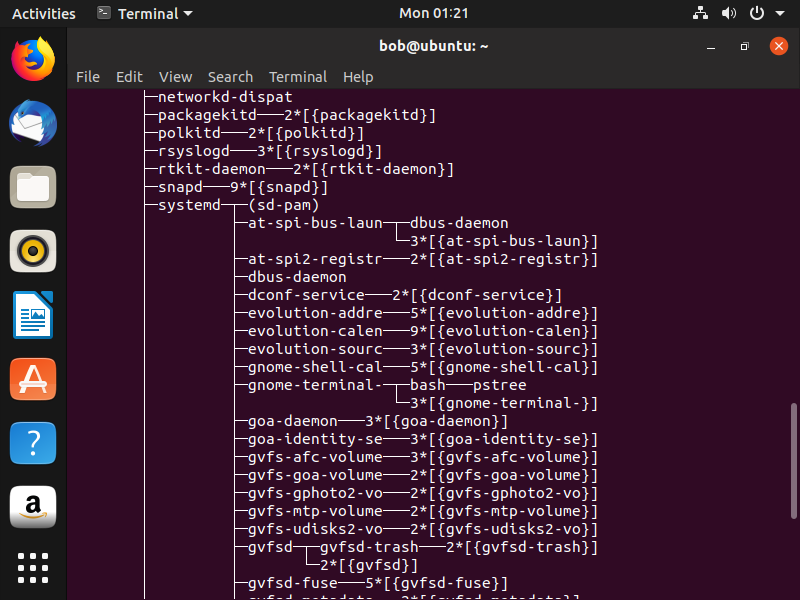 Activities Terminal Mon 01:21
bob@ubuntu: ~
File Edit View Search Terminal Help
├─networkd-dispat
├─packagekitd───2*[{packagekitd}]
├─polkitd───2*[{polkitd}]
├─rsyslogd───3*[{rsyslogd}]
├─rtkit-daemon───2*[{rtkit-daemon}]
├─snapd───9*[{snapd}]
├─systemd─┬─(sd-pam)
│         ├─at-spi-bus-laun─┬─dbus-daemon
│         │                 └─3*[{at-spi-bus-laun}]
│         ├─at-spi2-registr───2*[{at-spi2-registr}]
│         ├─dbus-daemon
│         ├─dconf-service───2*[{dconf-service}]
│         ├─evolution-addre───5*[{evolution-addre}]
│         ├─evolution-calen───9*[{evolution-calen}]
│         ├─evolution-sourc───3*[{evolution-sourc}]
│         ├─gnome-shell-cal───5*[{gnome-shell-cal}]
│         ├─gnome-terminal-─┬─bash───pstree
│         │                 └─3*[{gnome-terminal-}]
│         ├─goa-daemon───3*[{goa-daemon}]
│         ├─goa-identity-se───3*[{goa-identity-se}]
│         ├─gvfs-afc-volume───3*[{gvfs-afc-volume}]
│         ├─gvfs-goa-volume───2*[{gvfs-goa-volume}]
│         ├─gvfs-gphoto2-vo───2*[{gvfs-gphoto2-vo}]
│         ├─gvfs-mtp-volume───2*[{gvfs-mtp-volume}]
│         ├─gvfs-udisks2-vo───2*[{gvfs-udisks2-vo}]
│         ├─gvfsd─┬─gvfsd-trash───2*[{gvfsd-trash}]
│         │       └─2*[{gvfsd}]
│         ├─gvfsd-fuse───5*[{gvfsd-fuse}]
│         ├─gvfsd-metadata───2*[{gvfsd-metadata}]